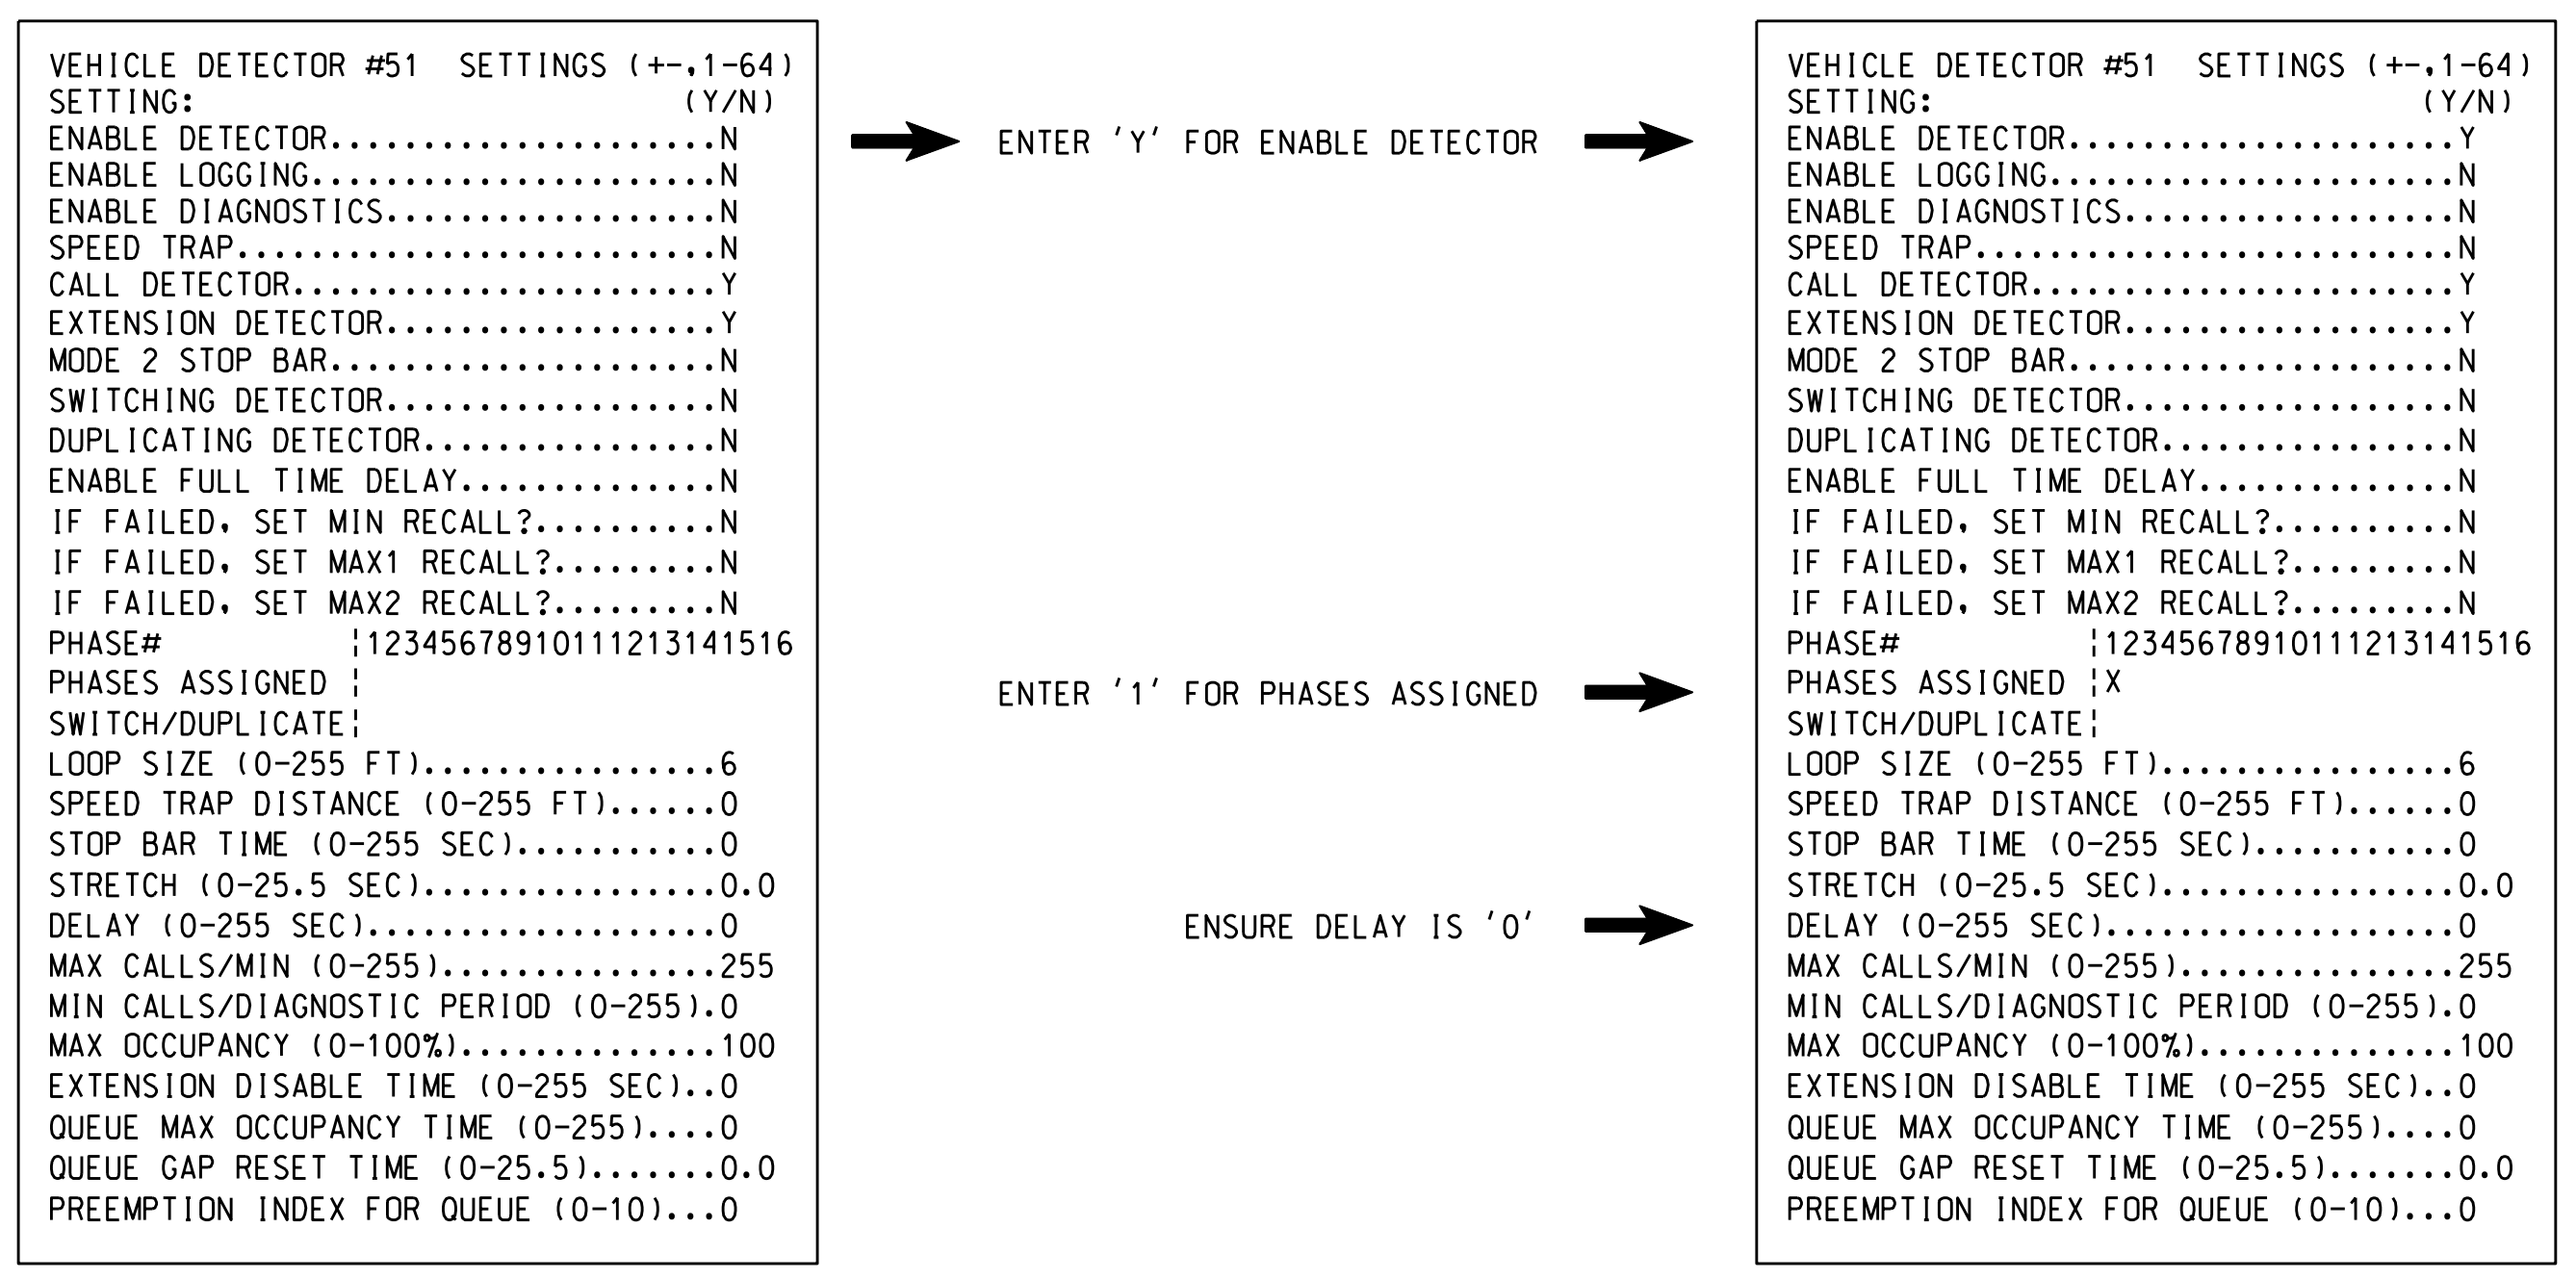 VEHICLE DETECTOR #51  SETTINGS (+-,1-64)
SETTING:                          (Y/N)
ENABLE DETECTOR.....................N
ENABLE LOGGING......................N
ENABLE DIAGNOSTICS..................N
SPEED TRAP..........................N
CALL DETECTOR.......................Y
EXTENSION DETECTOR..................Y
MODE 2 STOP BAR.....................N
SWITCHING DETECTOR..................N
DUPLICATING DETECTOR................N
ENABLE FULL TIME DELAY..............N
IF FAILED, SET MIN RECALL?..........N
IF FAILED, SET MAX1 RECALL?.........N
IF FAILED, SET MAX2 RECALL?.........N
PHASE#          ¦12345678910111213141516
PHASES ASSIGNED ¦
SWITCH/DUPLICATE¦
LOOP SIZE (0-255 FT)................6
SPEED TRAP DISTANCE (0-255 FT)......0
STOP BAR TIME (0-255 SEC)...........0
STRETCH (0-25.5 SEC)................0.0
DELAY (0-255 SEC)...................0
MAX CALLS/MIN (0-255)...............255
MIN CALLS/DIAGNOSTIC PERIOD (0-255).0
MAX OCCUPANCY (0-100%)..............100
EXTENSION DISABLE TIME (0-255 SEC)..0
QUEUE MAX OCCUPANCY TIME (0-255)....0
QUEUE GAP RESET TIME (0-25.5).......0.0
PREEMPTION INDEX FOR QUEUE (0-10)...0
ENTER 'Y' FOR ENABLE DETECTOR
ENTER '1' FOR PHASES ASSIGNED
ENSURE DELAY IS '0'
VEHICLE DETECTOR #51  SETTINGS (+-,1-64)
SETTING:                          (Y/N)
ENABLE DETECTOR.....................Y
ENABLE LOGGING......................N
ENABLE DIAGNOSTICS..................N
SPEED TRAP..........................N
CALL DETECTOR.......................Y
EXTENSION DETECTOR..................Y
MODE 2 STOP BAR.....................N
SWITCHING DETECTOR..................N
DUPLICATING DETECTOR................N
ENABLE FULL TIME DELAY..............N
IF FAILED, SET MIN RECALL?..........N
IF FAILED, SET MAX1 RECALL?.........N
IF FAILED, SET MAX2 RECALL?.........N
PHASE#          ¦12345678910111213141516
PHASES ASSIGNED ¦X
SWITCH/DUPLICATE¦
LOOP SIZE (0-255 FT)................6
SPEED TRAP DISTANCE (0-255 FT)......0
STOP BAR TIME (0-255 SEC)...........0
STRETCH (0-25.5 SEC)................0.0
DELAY (0-255 SEC)...................0
MAX CALLS/MIN (0-255)...............255
MIN CALLS/DIAGNOSTIC PERIOD (0-255).0
MAX OCCUPANCY (0-100%)..............100
EXTENSION DISABLE TIME (0-255 SEC)..0
QUEUE MAX OCCUPANCY TIME (0-255)....0
QUEUE GAP RESET TIME (0-25.5).......0.0
PREEMPTION INDEX FOR QUEUE (0-10)...0